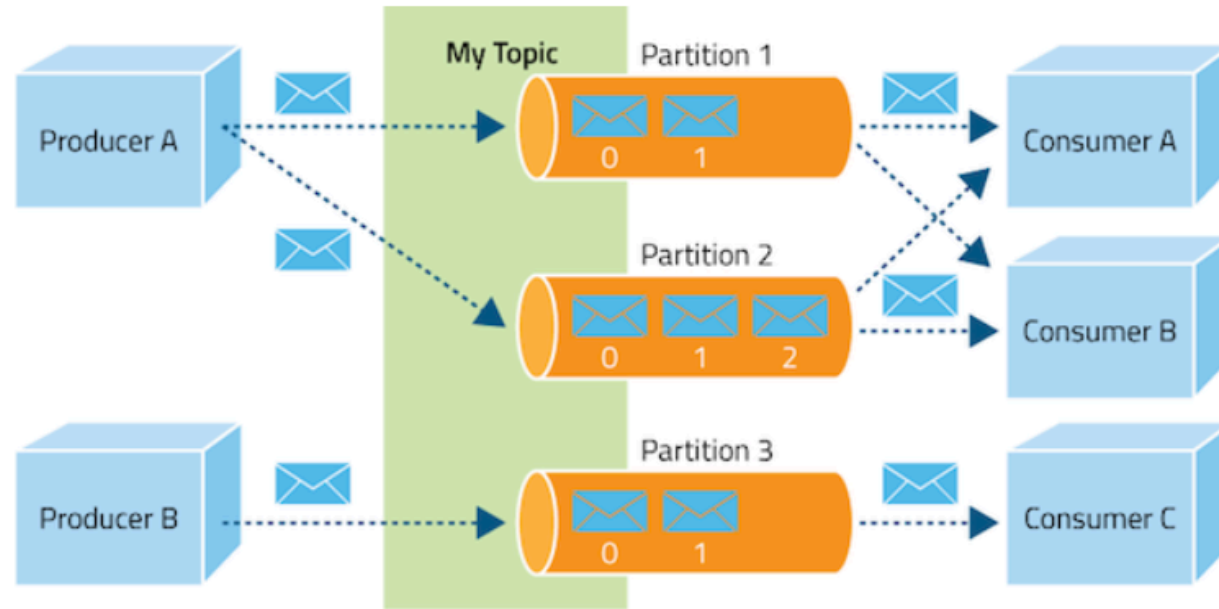 My Topic
Partition 1
Producer A
0 1
Consumer A
Partition 2
0 1 2
Consumer B
Partition 3
Producer B
0 1
Consumer C